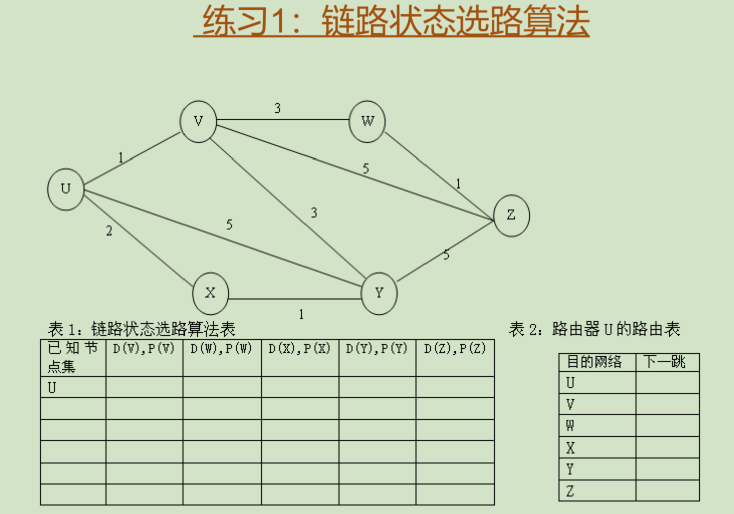 练习1：链路状态选路算法
3
V
W
1
5
1
U
3
Z
2
5
5
X
Y
1
表1：链路状态选路算法表
表2：路由器U的路由表
已知节点集 D(V),P(V) D(W),P(W) D(X),P(X) D(Y),P(Y) D(Z),P(Z)
U
目的网络 下一跳
U
V
W
X
Y
Z